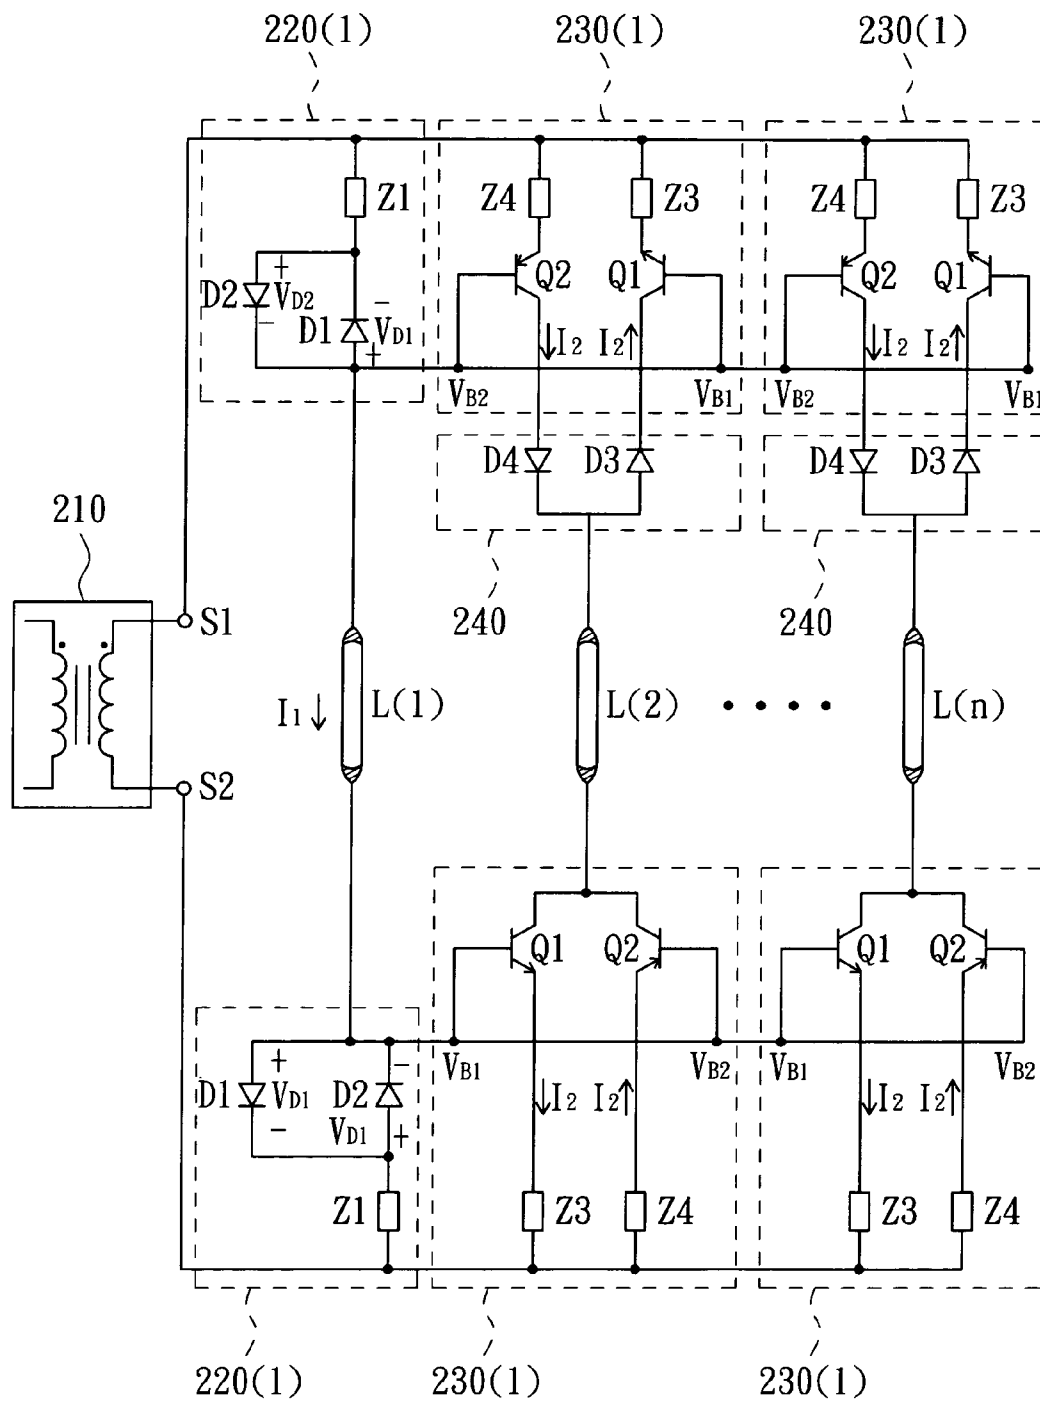 220(1) 230(1) 230(1)
Z1 Z4 Z3 Z4 Z3
D2 + VD2 − Q2 Q1 Q2 Q1
D1 − VD1 + I2 I2 I2 I2
VB2 VB1 VB2 VB1
D4 D3 D4 D3
210
S1 240 240
I1 L(1) L(2) L(n)
S2
Q1 Q2 Q1 Q2
VB1 VB2 VB1 VB2
D1 + VD1 − D2 − VD1 + I2 I2 I2 I2
Z1 Z3 Z4 Z3 Z4
220(1) 230(1) 230(1)